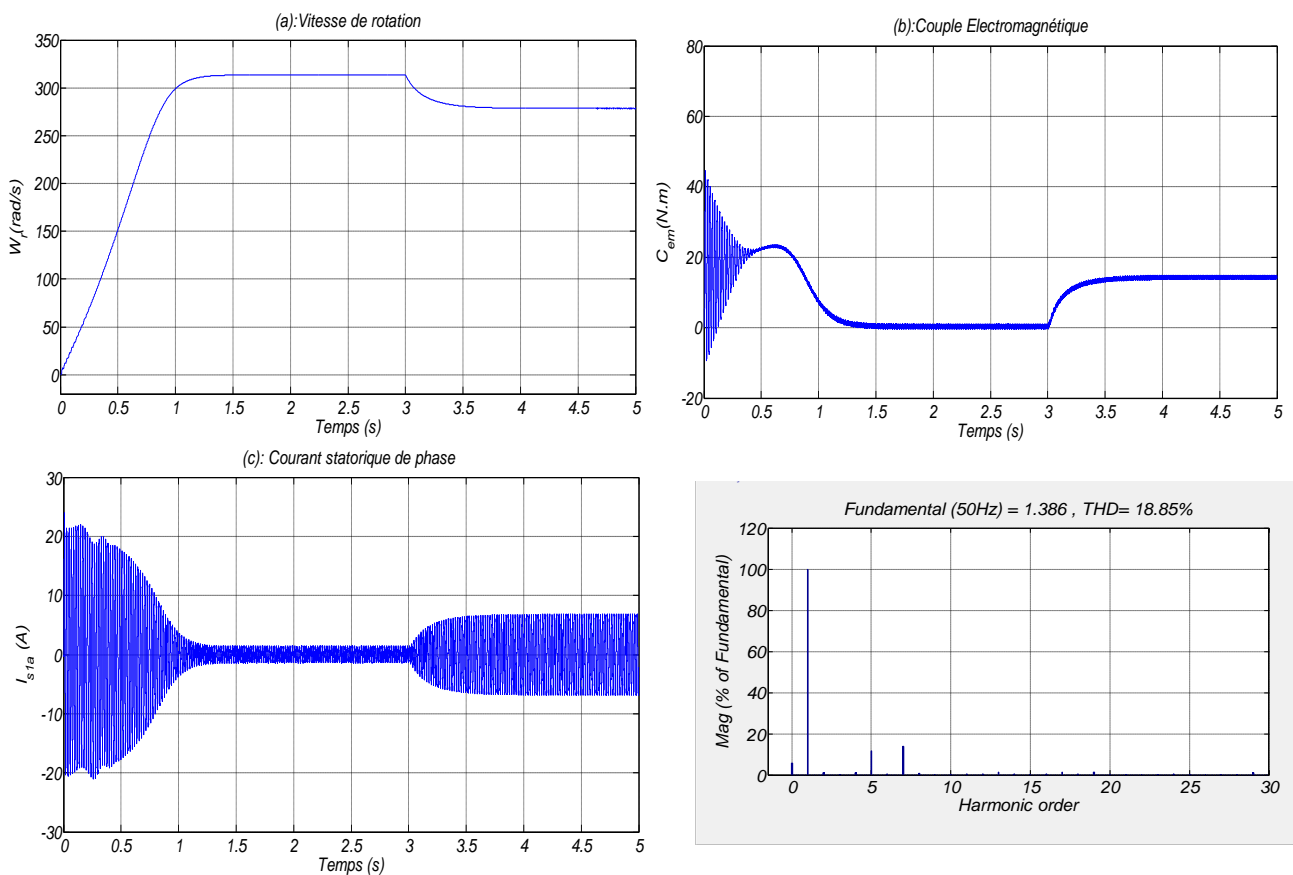 (a):Vitesse de rotation
350
300
250
200
150
100
50
0
W_r(rad/s)
0 0.5 1 1.5 2 2.5 3 3.5 4 4.5 5
Temps (s)
(b):Couple Electromagnétique
80
60
40
20
0
-20
C_em(N.m)
0 0.5 1 1.5 2 2.5 3 3.5 4 4.5 5
Temps (s)
(c): Courant statorique de phase
30
20
10
0
-10
-20
-30
I_s1a (A)
0 0.5 1 1.5 2 2.5 3 3.5 4 4.5 5
Temps (s)
Fundamental (50Hz) = 1.386 , THD= 18.85%
120
100
80
60
40
20
0
Mag (% of Fundamental)
0 5 10 15 20 25 30
Harmonic order